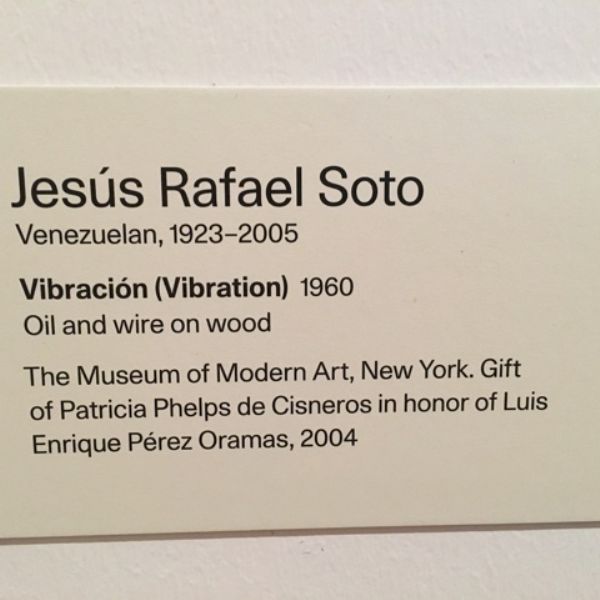 Jesús Rafael Soto
Venezuelan, 1923–2005
Vibración (Vibration) 1960
Oil and wire on wood
The Museum of Modern Art, New York. Gift
of Patricia Phelps de Cisneros in honor of Luis
Enrique Pérez Oramas, 2004